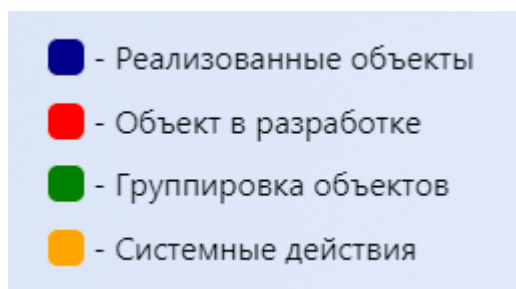 - Реализованные объекты
- Объект в разработке
- Группировка объектов
- Системные действия